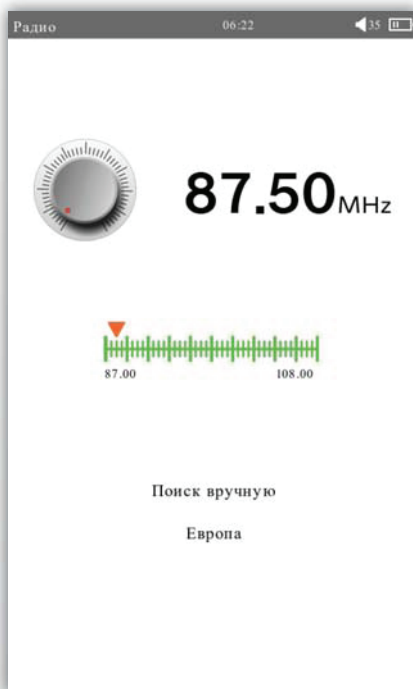 Радио 06:22 35
87.50MHz
87.00 108.00
Поиск вручную
Европа